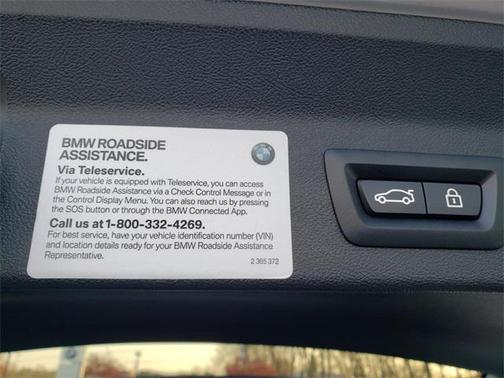 BMW ROADSIDE
ASSISTANCE.
Via Teleservice.
If your vehicle is equipped with Teleservice, you can access
BMW Roadside Assistance via a Check Control Message or in
the Control Display Menu. You can also reach us by pressing
the SOS button or through the BMW Connected App.
Call us at 1-800-332-4269.
For best service, have your vehicle identification number (VIN)
and location details ready for your BMW Roadside Assistance
Representative.
2 365 372